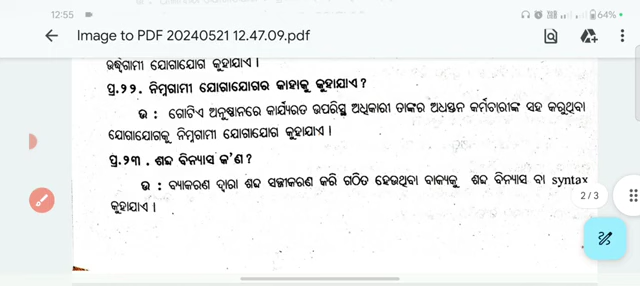 12:55
64%
Image to PDF 20240521 12.47.09.pdf
ଉର୍ଦ୍ଧ୍ୱଗାମୀ ଯୋଗାଯୋଗ କୁହାଯାଏ ।
ପ୍ର.୨୨. ନିମ୍ନଗାମୀ ଯୋଗାଯୋଗର କାହାକୁ କୁହାଯାଏ ?
ଉ : ଗୋଟିଏ ଅନୁଷ୍ଠାନରେ କାର୍ଯ୍ୟରତ ଉପରିସ୍ଥ ଅଧିକାରୀ ତାଙ୍କର ଅଧସ୍ତନ କର୍ମଚାରୀଙ୍କ ସହ କରୁଥିବା
ଯୋଗାଯୋଗକୁ ନିମ୍ନଗାମୀ ଯୋଗାଯୋଗ କୁହାଯାଏ ।
ପ୍ର.୨୩ . ଶବ୍ଦ ବିନ୍ୟାସ କ'ଣ ?
ଉ : ବ୍ୟାକରଣ ଦ୍ୱାରା ଶବ୍ଦ ସଜ୍ଜୀକରଣ କରି ଗଠିତ ହେଉଥିବା ବାକ୍ୟକୁ ଶବ୍ଦ ବିନ୍ୟାସ ବା syntax
2 / 3
କୁହାଯାଏ ।